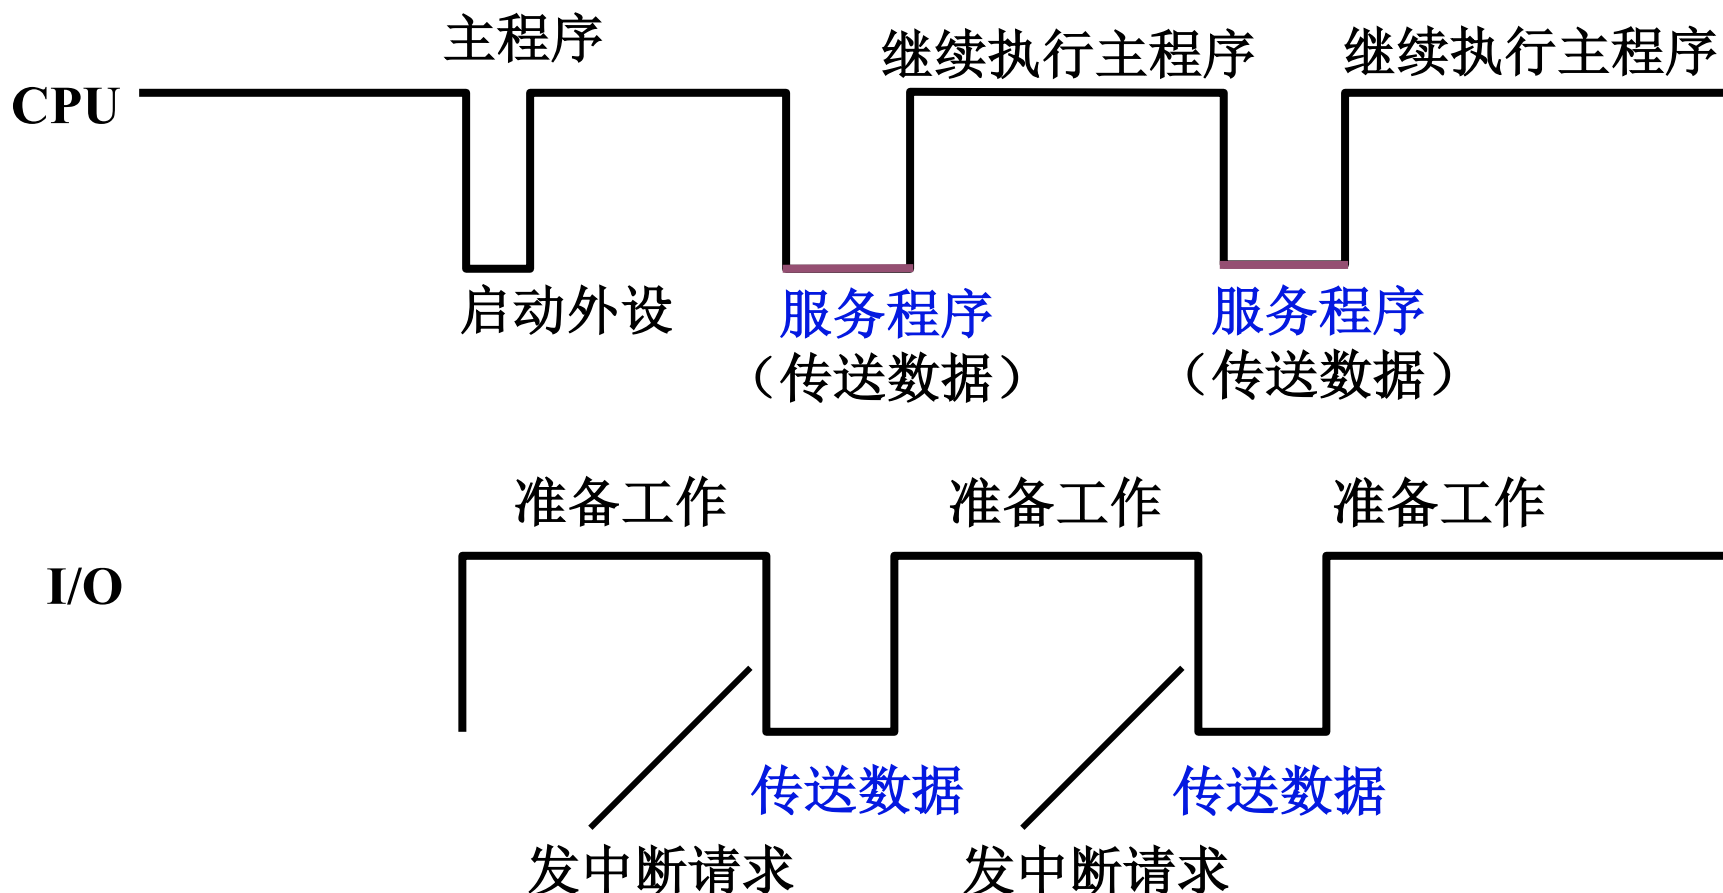 主程序
继续执行主程序
继续执行主程序
CPU
启动外设
服务程序
（传送数据）
服务程序
（传送数据）
准备工作
准备工作
准备工作
I/O
传送数据
传送数据
发中断请求
发中断请求